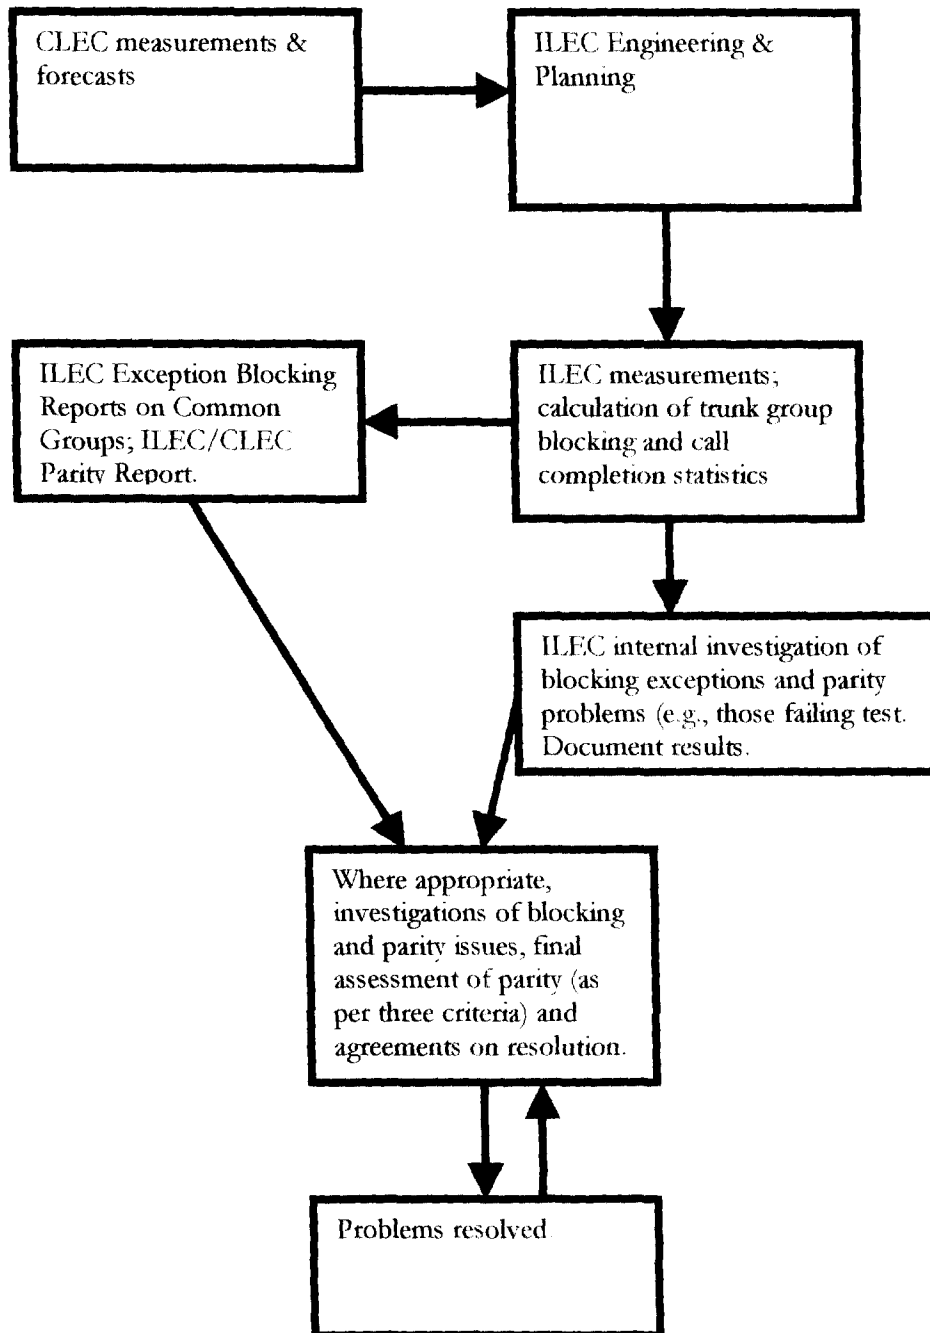 CLEC measurements &
forecasts
ILEC Engineering &
Planning
ILEC Exception Blocking
Reports on Common
Groups; ILEC/CLEC
Parity Report.
ILEC measurements;
calculation of trunk group
blocking and call
completion statistics
ILEC internal investigation of
blocking exceptions and parity
problems (e.g., those failing test.
Document results.
Where appropriate,
investigations of blocking
and parity issues, final
assessment of parity (as
per three criteria) and
agreements on resolution.
Problems resolved